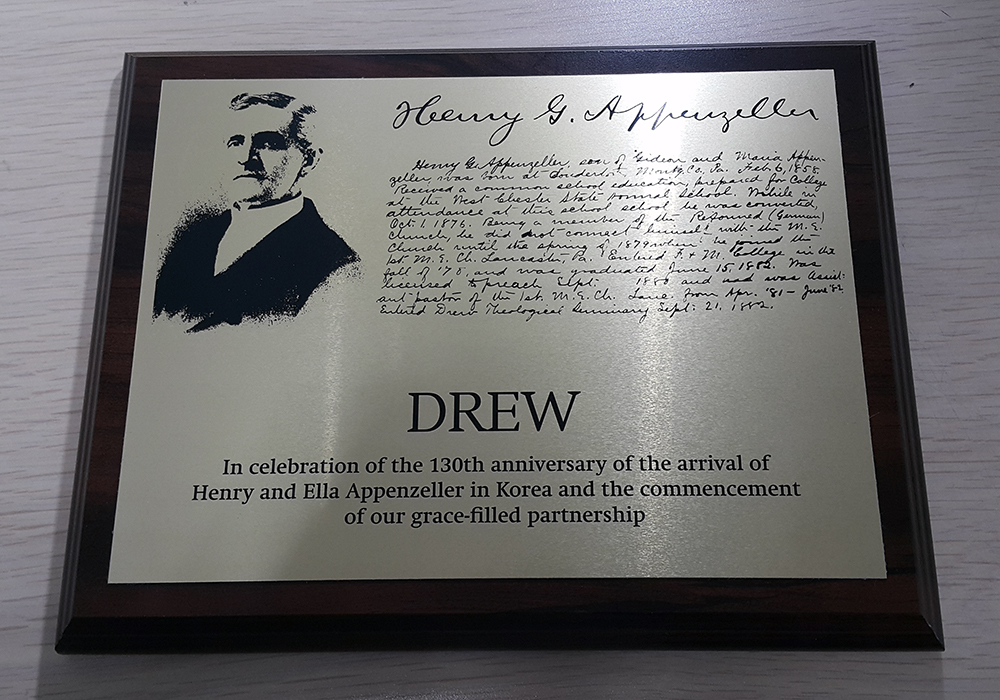 Henry G. Appenzeller
Henry G. Appenzeller, son of Gideon and Maria Appen-
zeller, was born at Souderton, Montg. Co., Pa. Feb. 6, 1858.
Received a common school education, prepared for College
at the West Chester State Normal School. While in
attendance at this school he was converted,
Oct. 1, 1876. Being a member of the Reformed (German)
Church, he did not connect himself with the M. E.
Church until the spring of 1879 when he joined the
1st. M. E. Ch. Lancaster, Pa. Entered F. & M. College in the
fall of '78, and was graduated June 15, 1882. Was
licensed to preach Sept. 1880 and was assist-
ant pastor of the 1st. M. E. Ch. Lanc. from Apr. '81 – June '82
Entered Drew Theological Seminary Sept. 21, 1882.
DREW
In celebration of the 130th anniversary of the arrival of
Henry and Ella Appenzeller in Korea and the commencement
of our grace-filled partnership